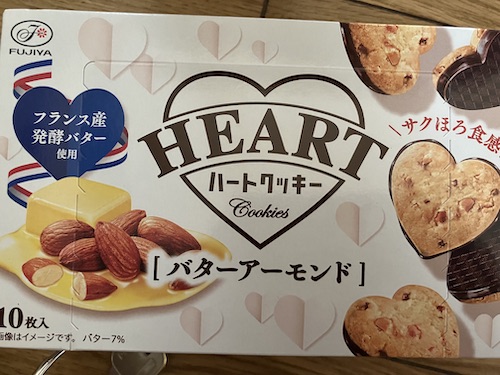 FUJIYA
フランス産
発酵バター
使用
HEART
ハートクッキー
Cookies
[バターアーモンド]
サクほろ食感
10枚入
画像はイメージです。 バター7%